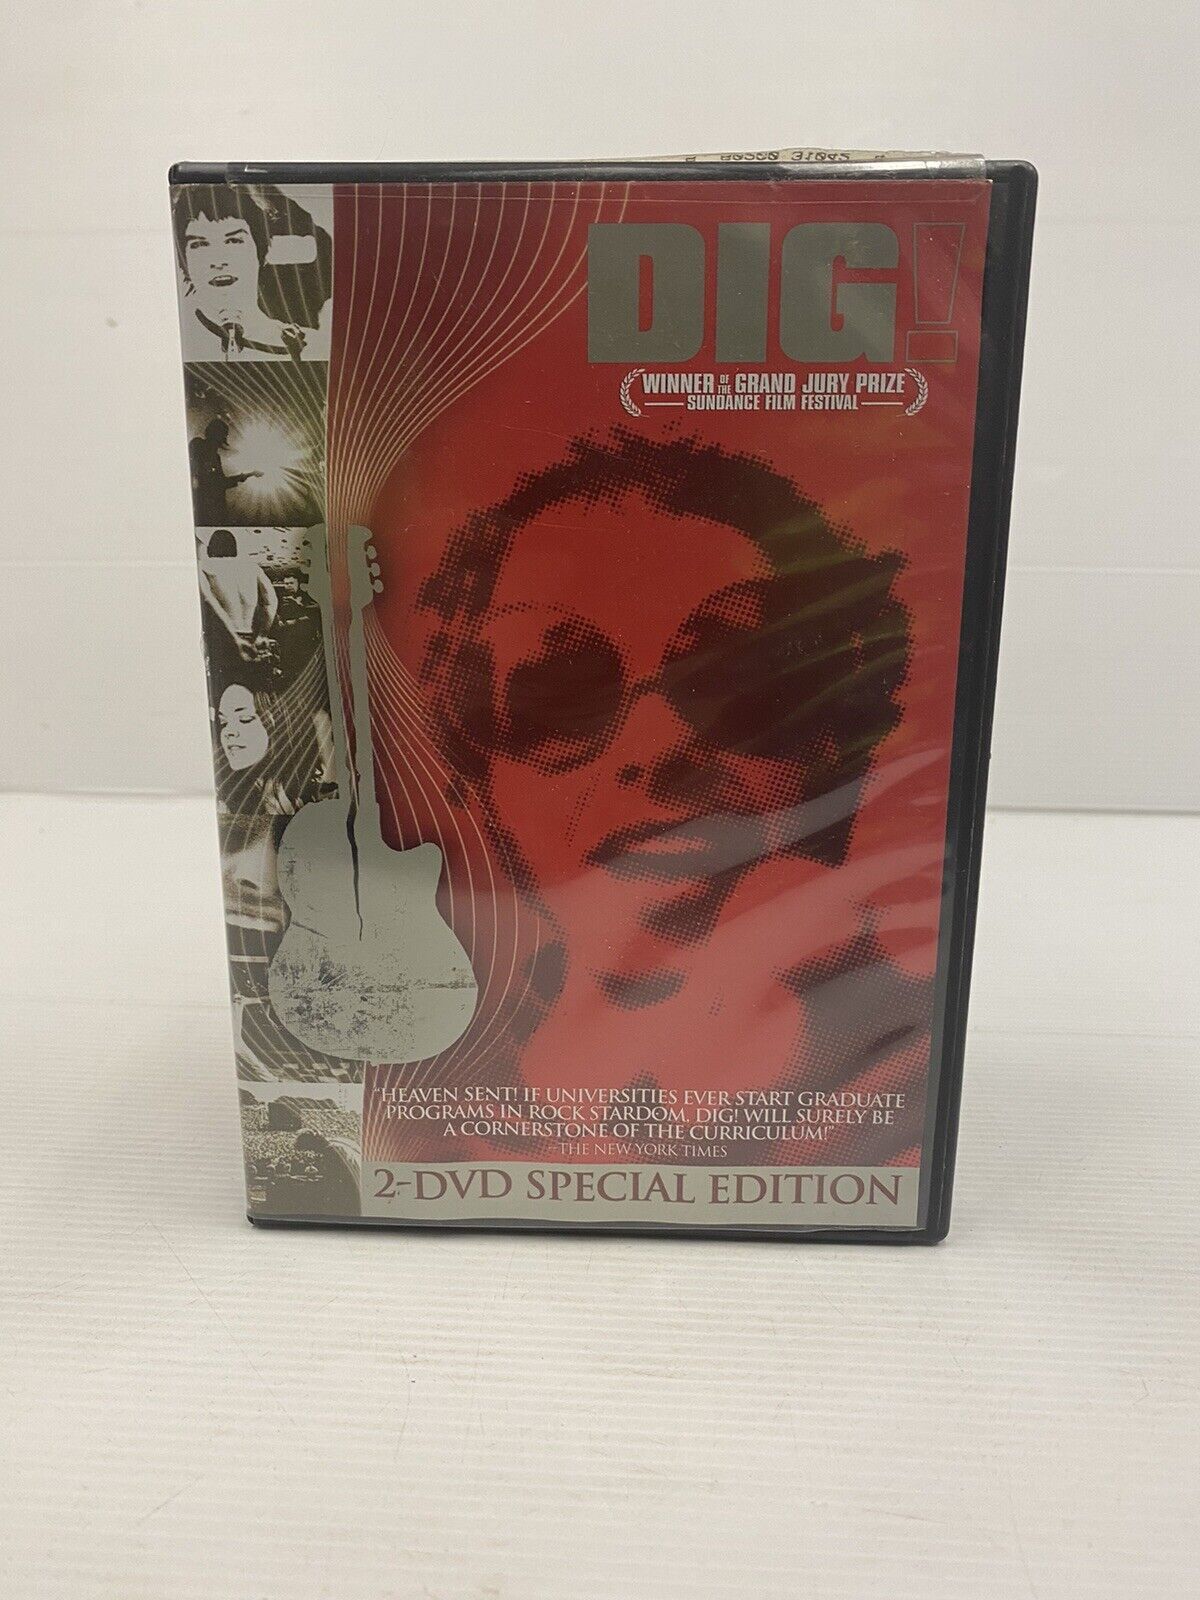 31042
DIG!
WINNER OF THE GRAND JURY PRIZE
SUNDANCE FILM FESTIVAL
"HEAVEN SENT! IF UNIVERSITIES EVER START GRADUATE
PROGRAMS IN ROCK STARDOM, DIG! WILL SURELY BE
A CORNERSTONE OF THE CURRICULUM!"
–THE NEW YORK TIMES
2-DVD SPECIAL EDITION